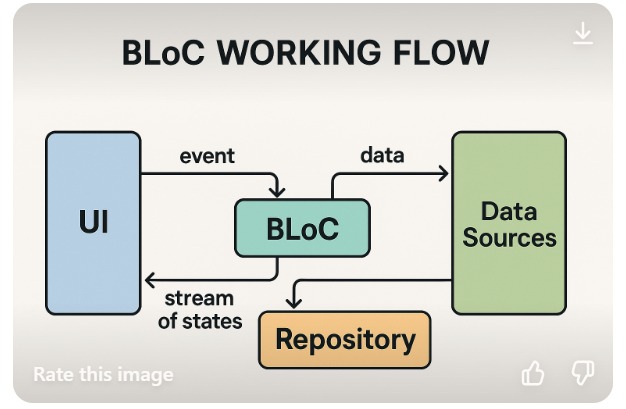 BLoC WORKING FLOW
event
data
UI
BLoC
Data
Sources
stream
of states
Repository
Rate this image